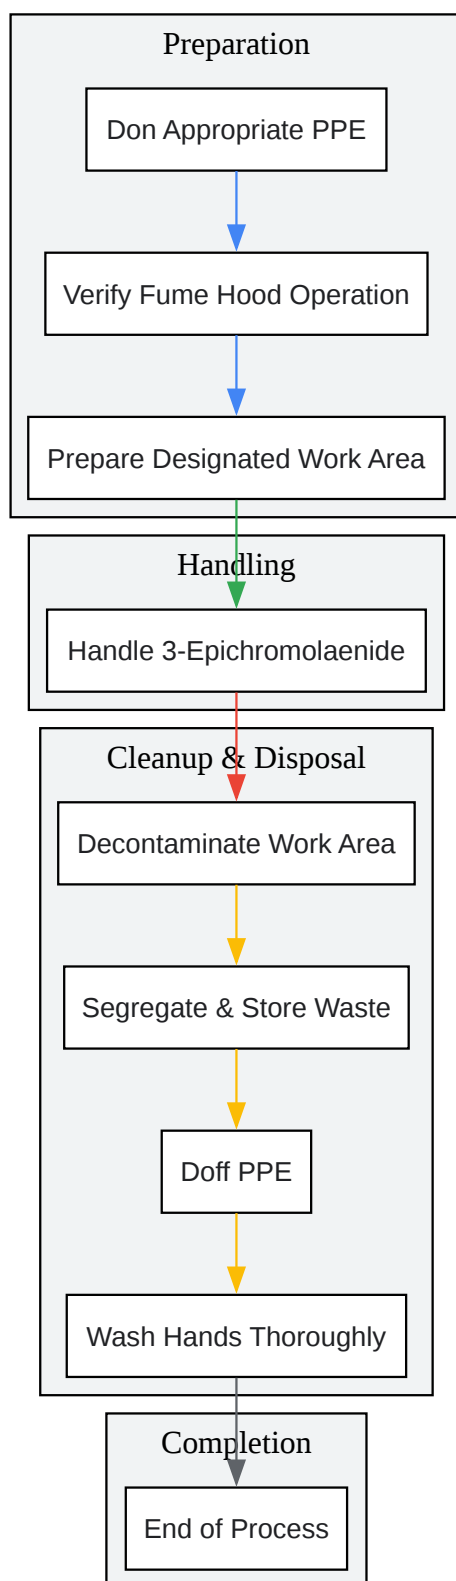 Preparation
Don Appropriate PPE
Verify Fume Hood Operation
Prepare Designated Work Area
Handling
Handle 3-Epichromolaenide
Cleanup & Disposal
Decontaminate Work Area
Segregate & Store Waste
Doff PPE
Wash Hands Thoroughly
Completion
End of Process